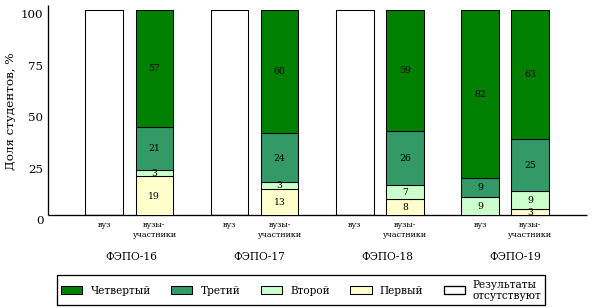 100
75
50
25
0
Доля студентов, %
57
21
3
19
60
24
3
13
59
26
7
8
82
9
9
63
25
9
3
вуз
вузы-
участники
вуз
вузы-
участники
вуз
вузы-
участники
вуз
вузы-
участники
ФЭПО-16
ФЭПО-17
ФЭПО-18
ФЭПО-19
Четвертый
Третий
Второй
Первый
Результаты
отсутствуют